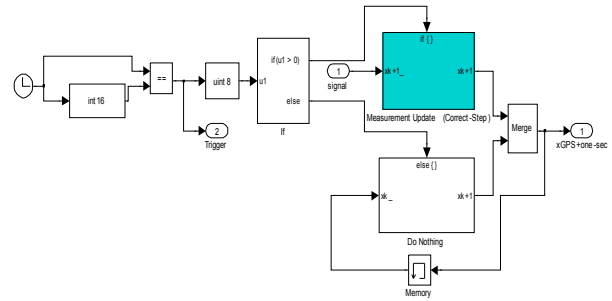 if { }
if(u1 > 0)
==
uint 8
u1
1
xk +1_
xk+1
signal
int 16
else
Measurement Update (Correct -Step )
Merge
2
If
1
Trigger
else { }
xGPS +one -sec
xk _
xk+1
Do Nothing
Memory